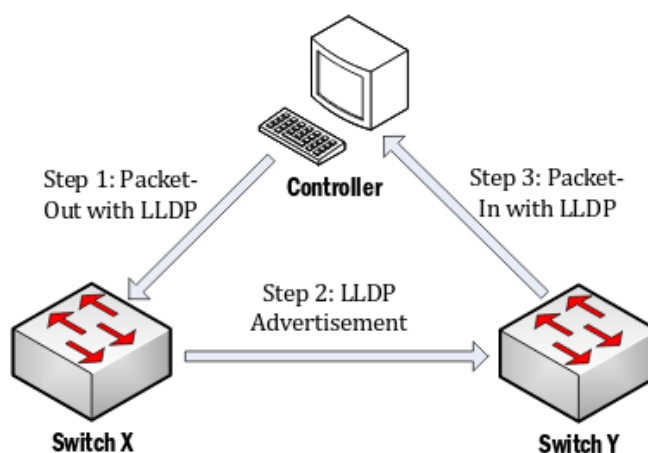 Step 1: Packet-
Out with LLDP
Controller
Step 3: Packet-
In with LLDP
Step 2: LLDP
Advertisement
Switch X
Switch Y